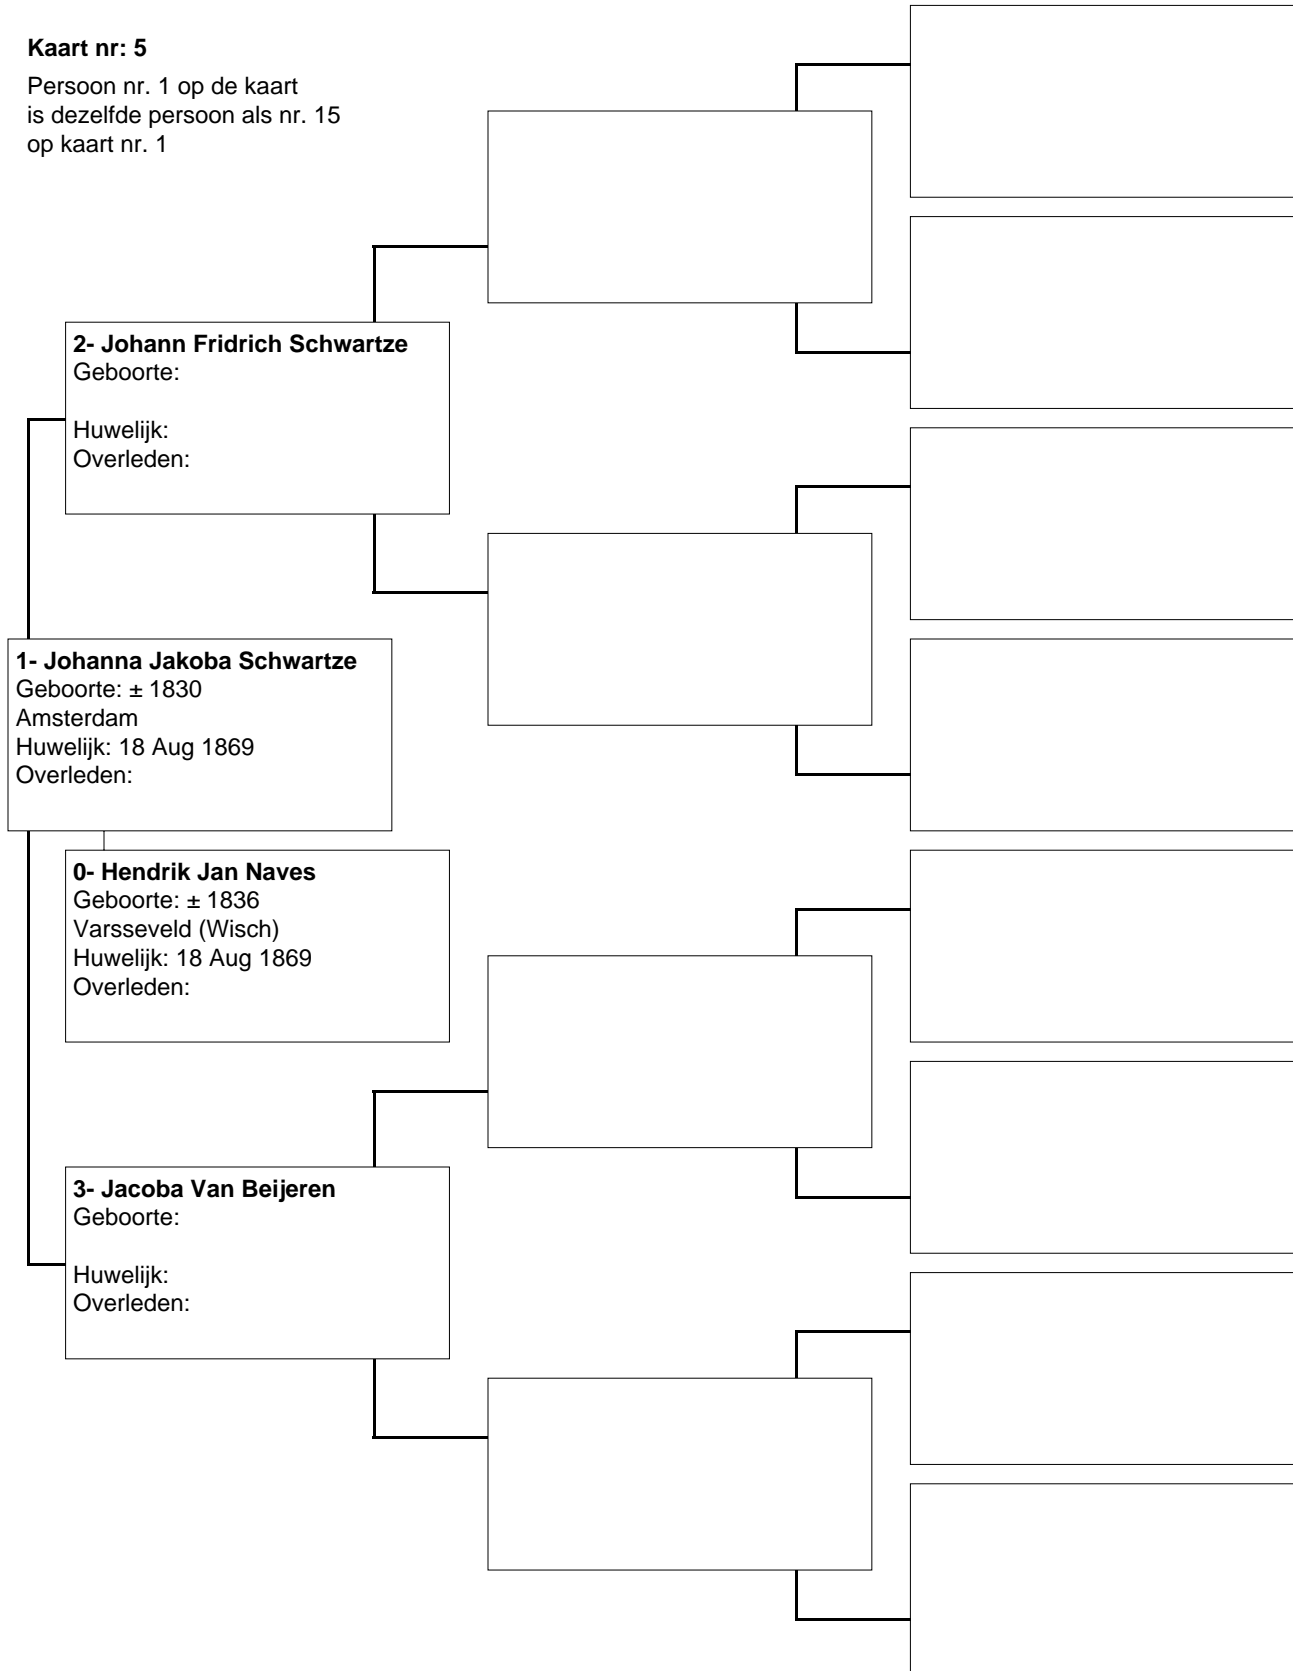 Kaart nr: 5
Persoon nr. 1 op de kaart
is dezelfde persoon als nr. 15
op kaart nr. 1
2- Johann Fridrich Schwartze
Geboorte:
Huwelijk:
Overleden:
1- Johanna Jakoba Schwartze
Geboorte: ± 1830
Amsterdam
Huwelijk: 18 Aug 1869
Overleden:
0- Hendrik Jan Naves
Geboorte: ± 1836
Varsseveld (Wisch)
Huwelijk: 18 Aug 1869
Overleden:
3- Jacoba Van Beijeren
Geboorte:
Huwelijk:
Overleden: